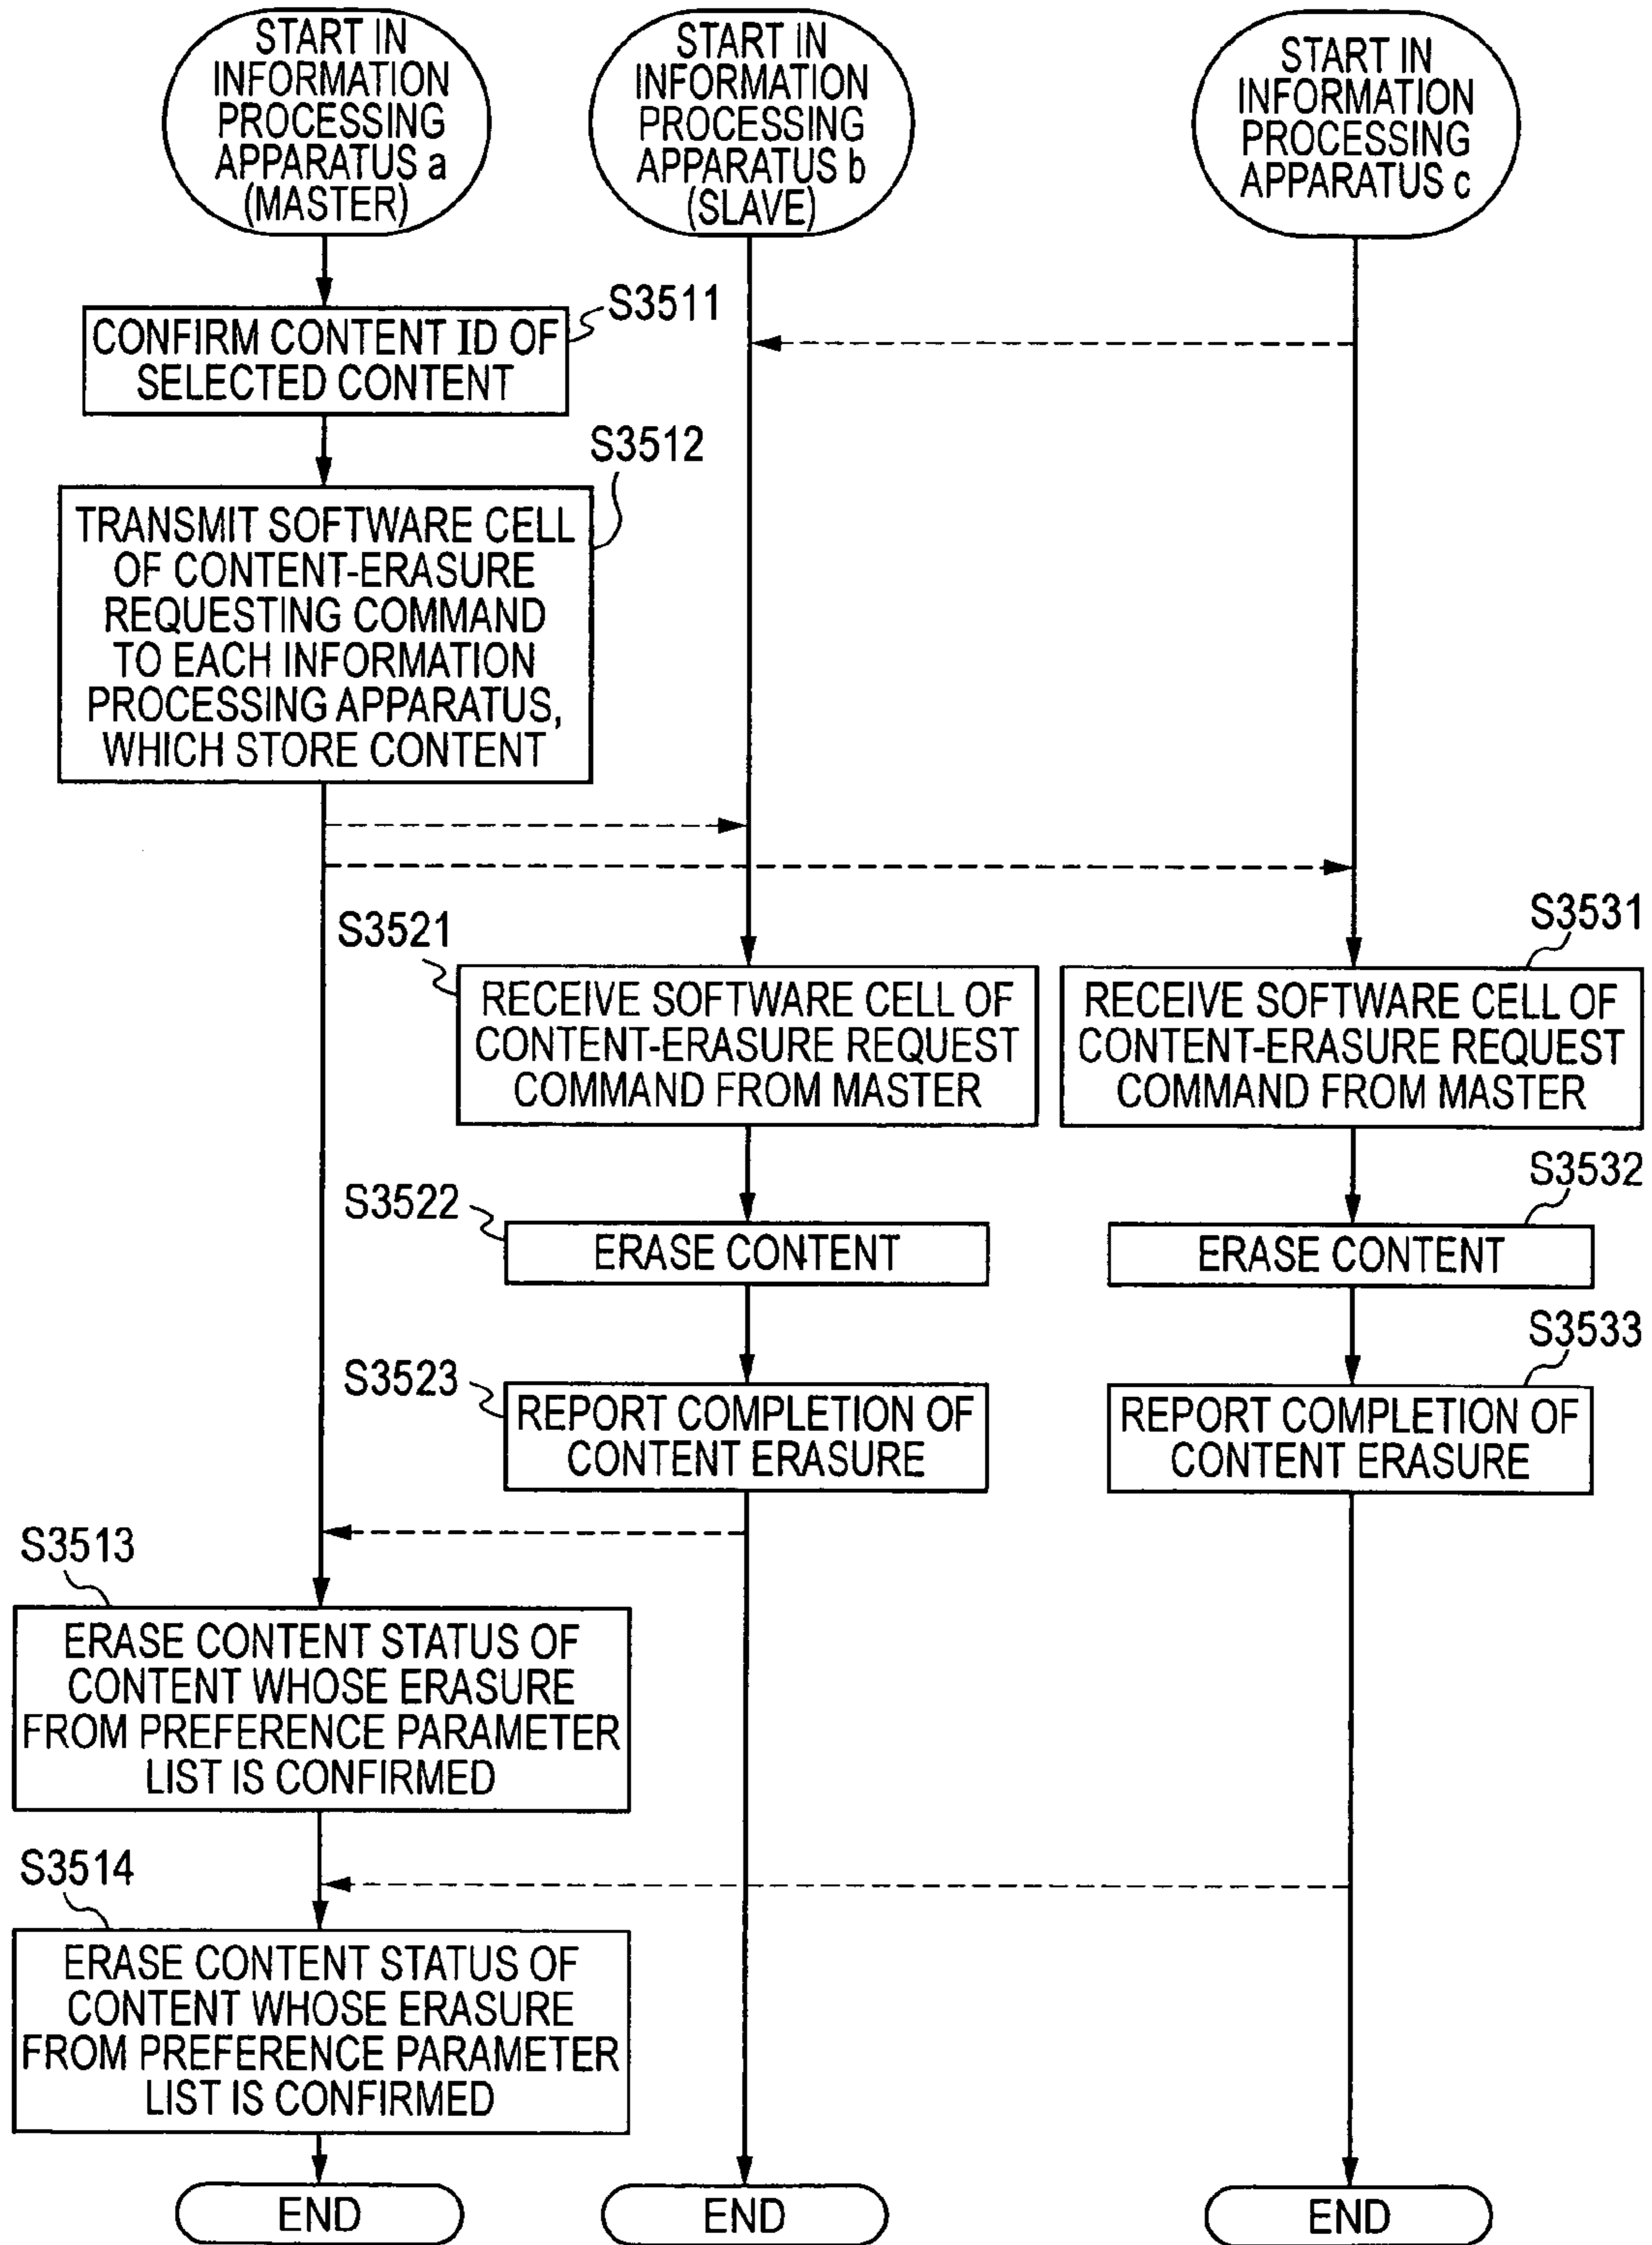 START IN
INFORMATION
PROCESSING
APPARATUS a
(MASTER)
START IN
INFORMATION
PROCESSING
APPARATUS b
(SLAVE)
START IN
INFORMATION
PROCESSING
APPARATUS c
S3511
CONFIRM CONTENT ID OF
SELECTED CONTENT
S3512
TRANSMIT SOFTWARE CELL
OF CONTENT-ERASURE
REQUESTING COMMAND
TO EACH INFORMATION
PROCESSING APPARATUS,
WHICH STORE CONTENT
S3521
RECEIVE SOFTWARE CELL OF
CONTENT-ERASURE REQUEST
COMMAND FROM MASTER
S3531
RECEIVE SOFTWARE CELL OF
CONTENT-ERASURE REQUEST
COMMAND FROM MASTER
S3522
ERASE CONTENT
S3532
ERASE CONTENT
S3523
REPORT COMPLETION OF
CONTENT ERASURE
S3533
REPORT COMPLETION OF
CONTENT ERASURE
S3513
ERASE CONTENT STATUS OF
CONTENT WHOSE ERASURE
FROM PREFERENCE PARAMETER
LIST IS CONFIRMED
S3514
ERASE CONTENT STATUS OF
CONTENT WHOSE ERASURE
FROM PREFERENCE PARAMETER
LIST IS CONFIRMED
END
END
END